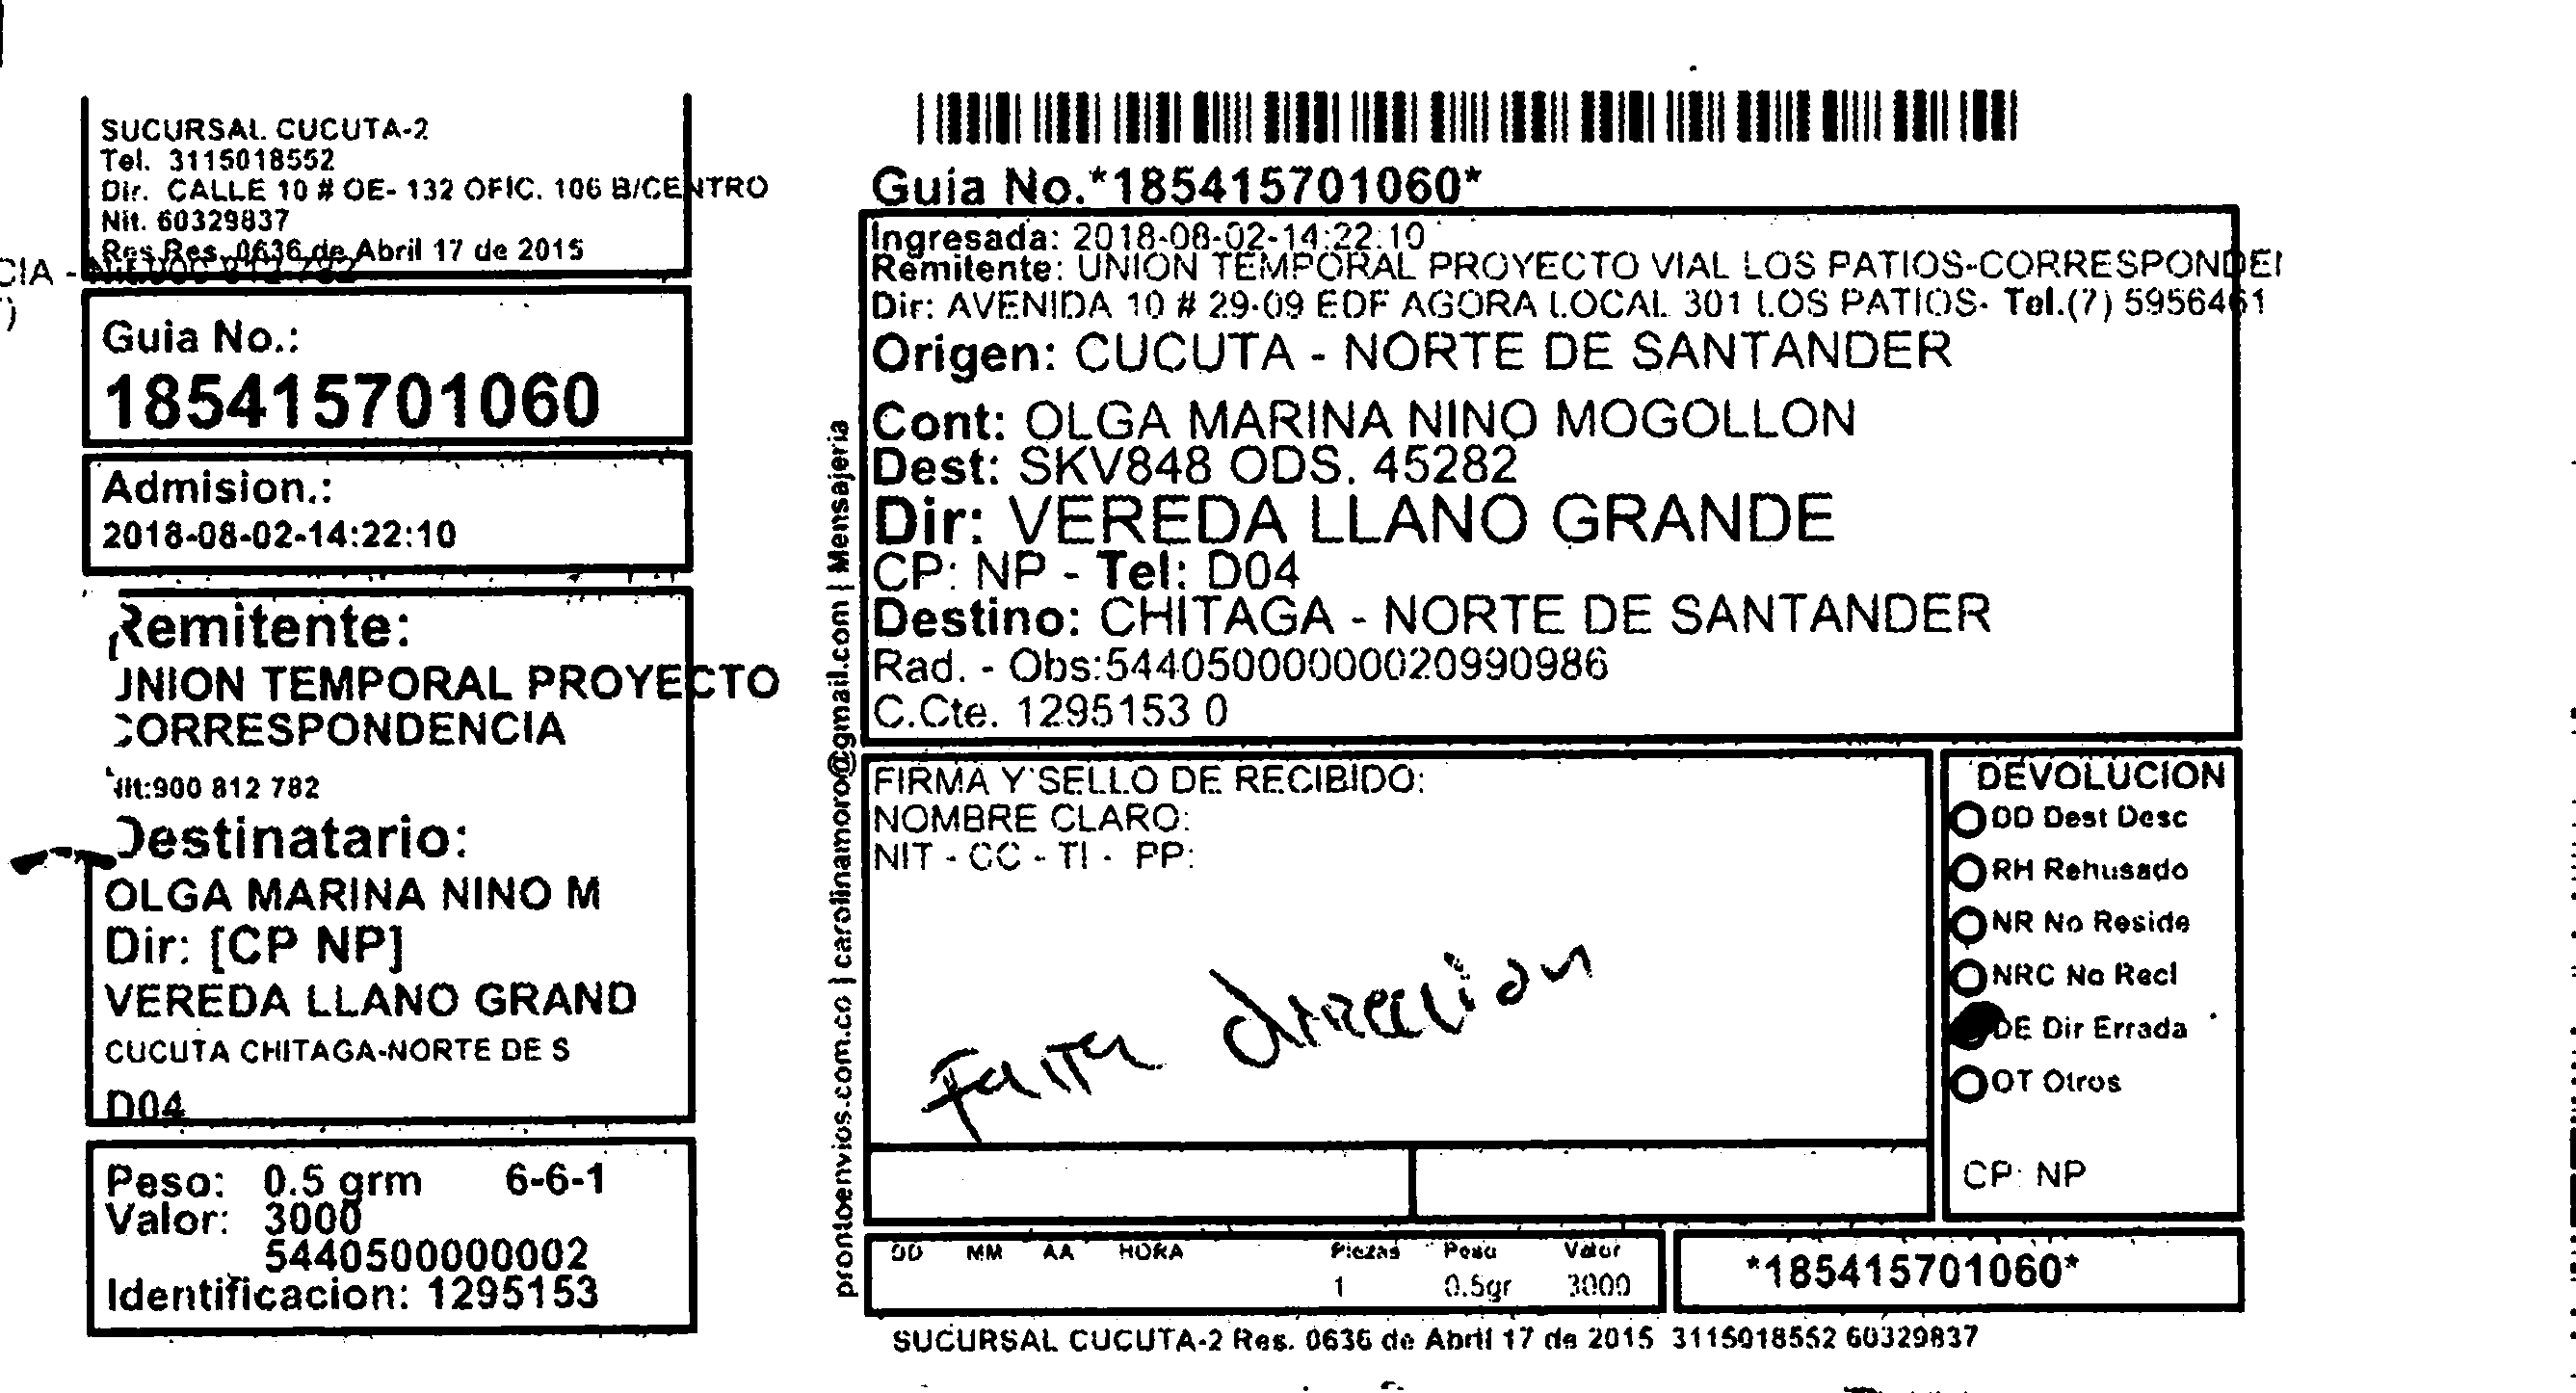 SUCURSAL CUCUTA-2
Tel. 3115018552
Dir. CALLE 10 # OE- 132 OFIC. 106 B/CENTRO
Nit. 60329837
Res Res. 0636 de Abril 17 de 2015
CIA -
Guia No.:
185415701060
Admision.:
2018-08-02-14:22:10
Remitente:
UNION TEMPORAL PROYECTO
CORRESPONDENCIA
Nit:900 812 782
Destinatario:
OLGA MARINA NINO M
Dir: [CP NP]
VEREDA LLANO GRAND
CUCUTA CHITAGA-NORTE DE S
D04
Peso: 0.5 grm 6-6-1
Valor: 3000
5440500000002
Identificacion: 1295153
prontoenvios.com.co | carolinamoro@gmail.com | Mensajeria
Guia No.*185415701060*
Ingresada: 2018-08-02-14:22:10
Remitente: UNION TEMPORAL PROYECTO VIAL LOS PATIOS-CORRESPONDEN
Dir: AVENIDA 10 # 29-09 EDF AGORA LOCAL 301 LOS PATIOS- Tel.(7) 5956461
Origen: CUCUTA - NORTE DE SANTANDER
Cont: OLGA MARINA NINO MOGOLLON
Dest: SKV848 ODS. 45282
Dir: VEREDA LLANO GRANDE
CP: NP - Tel: D04
Destino: CHITAGA - NORTE DE SANTANDER
Rad. - Obs:54405000000020990986
C.Cte. 1295153 0
FIRMA Y SELLO DE RECIBIDO:
NOMBRE CLARO:
NIT - CC - TI - PP:
Falta direccion
DEVOLUCION
DD Dest Desc
RH Rehusado
NR No Reside
NRC No Recl
DE Dir Errada
OT Otros
CP: NP
DD MM AA HORA Piezas Peso Valor
1 0.5gr 3000
*185415701060*
SUCURSAL CUCUTA-2 Res. 0636 de Abril 17 de 2015 3115018552 60329837